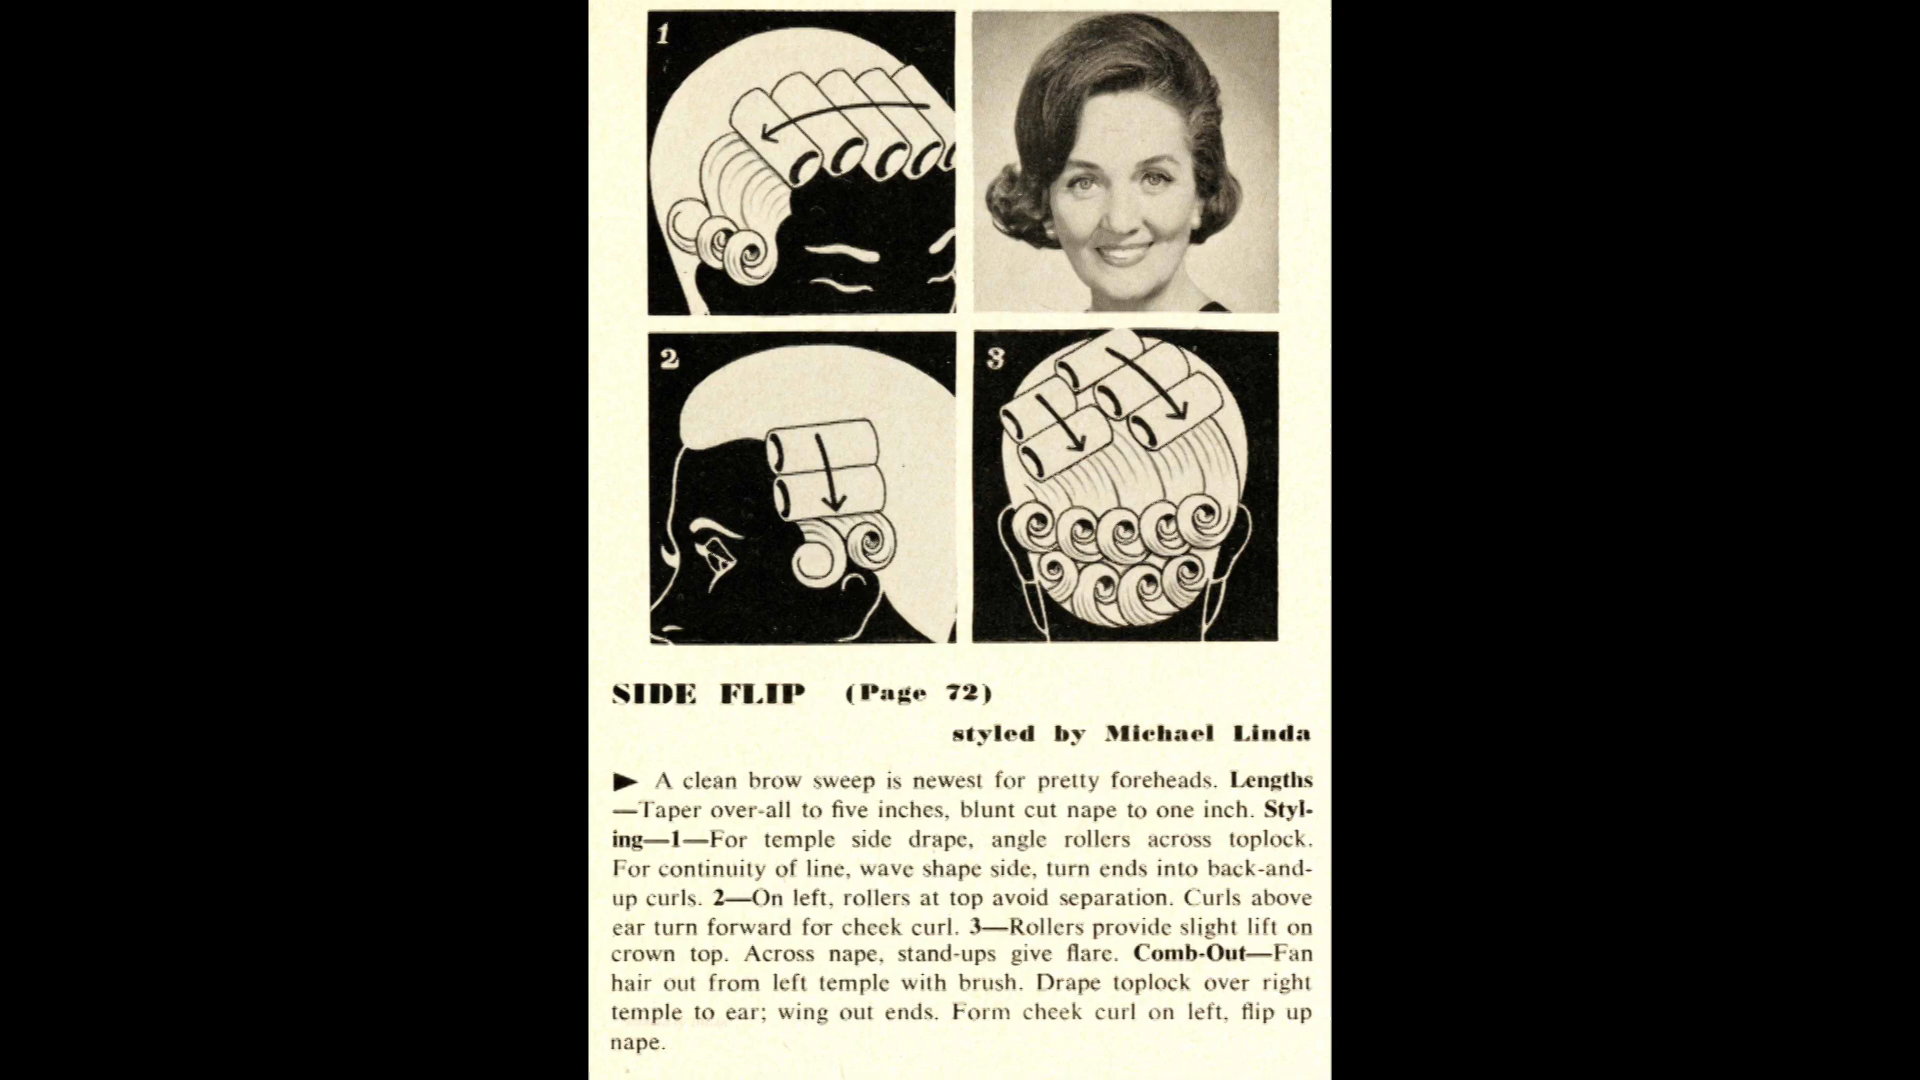 1
2
3
SIDE FLIP (Page 72)
styled by Michael Linda
► A clean brow sweep is newest for pretty foreheads. Lengths
—Taper over-all to five inches, blunt cut nape to one inch. Styl-
ing—1—For temple side drape, angle rollers across toplock.
For continuity of line, wave shape side, turn ends into back-and-
up curls. 2—On left, rollers at top avoid separation. Curls above
ear turn forward for cheek curl. 3—Rollers provide slight lift on
crown top. Across nape, stand-ups give flare. Comb-Out—Fan
hair out from left temple with brush. Drape toplock over right
temple to ear; wing out ends. Form cheek curl on left, flip up
nape.